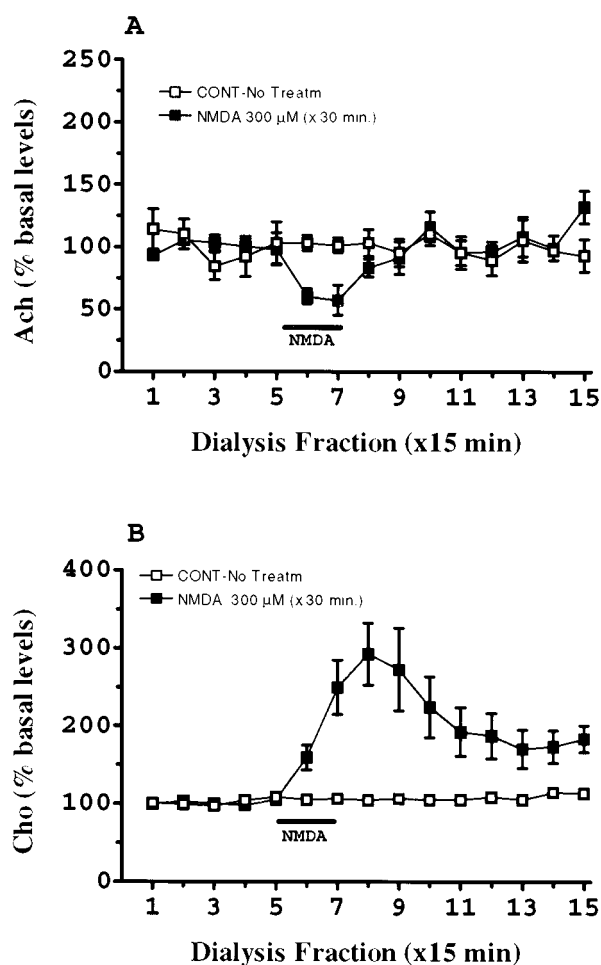 A
250
200
150
100
50
0
Ach (% basal levels)
CONT-No Treatm
NMDA 300 µM (x 30 min.)
NMDA
1 3 5 7 9 11 13 15
Dialysis Fraction (x15 min)
B
400
300
200
100
0
Cho (% basal levels)
CONT-No Treatm
NMDA 300 µM (x 30 min.)
NMDA
1 3 5 7 9 11 13 15
Dialysis Fraction (x15 min)